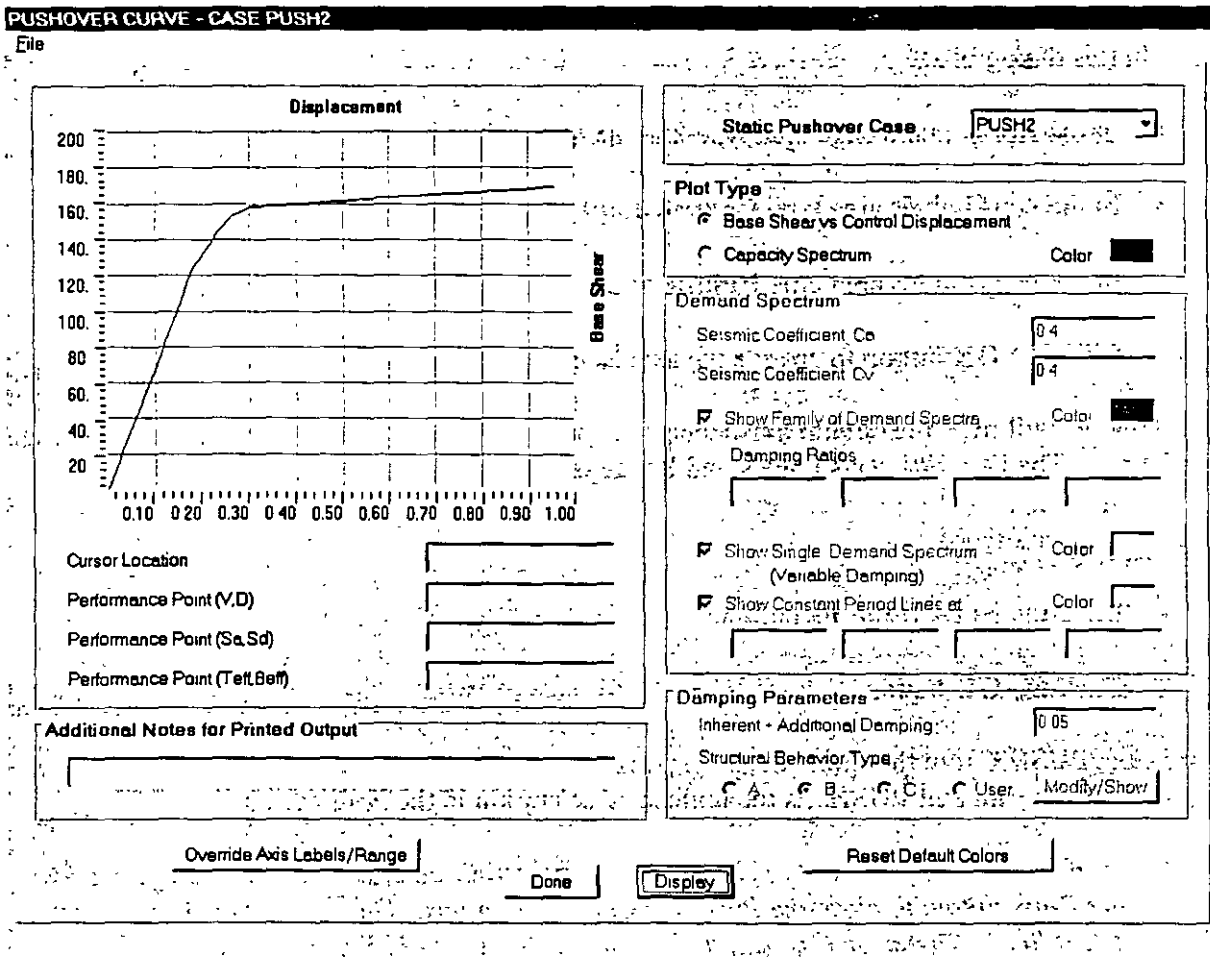 PUSHOVER CURVE - CASE PUSH2
File
Displacement
200
180.
160.
140.
120.
100.
80
60.
40.
20
0.10 0 20 0.30 0 40 0.50 0.60 0.70 0.80 0.90 1.00
Base Shear
Cursor Location
Performance Point (V,D)
Performance Point (Sa,Sd)
Performance Point (Teff,Beff)
Additional Notes for Printed Output
Static Pushover Case PUSH2
Plot Type
Base Shear vs Control Displacement
Capacity Spectrum Color
Demand Spectrum
Seismic Coefficient Ca 0 4
Seismic Coefficient Cv 0 4
Show Family of Demand Spectra Color
Damping Ratios
Show Single Demand Spectrum Color
(Variable Damping)
Show Constant Period Lines at Color
Damping Parameters
Inherent + Additional Damping 0 05
Structural Behavior Type
A B C User Modify/Show
Override Axis Labels/Range
Reset Default Colors
Done
Display